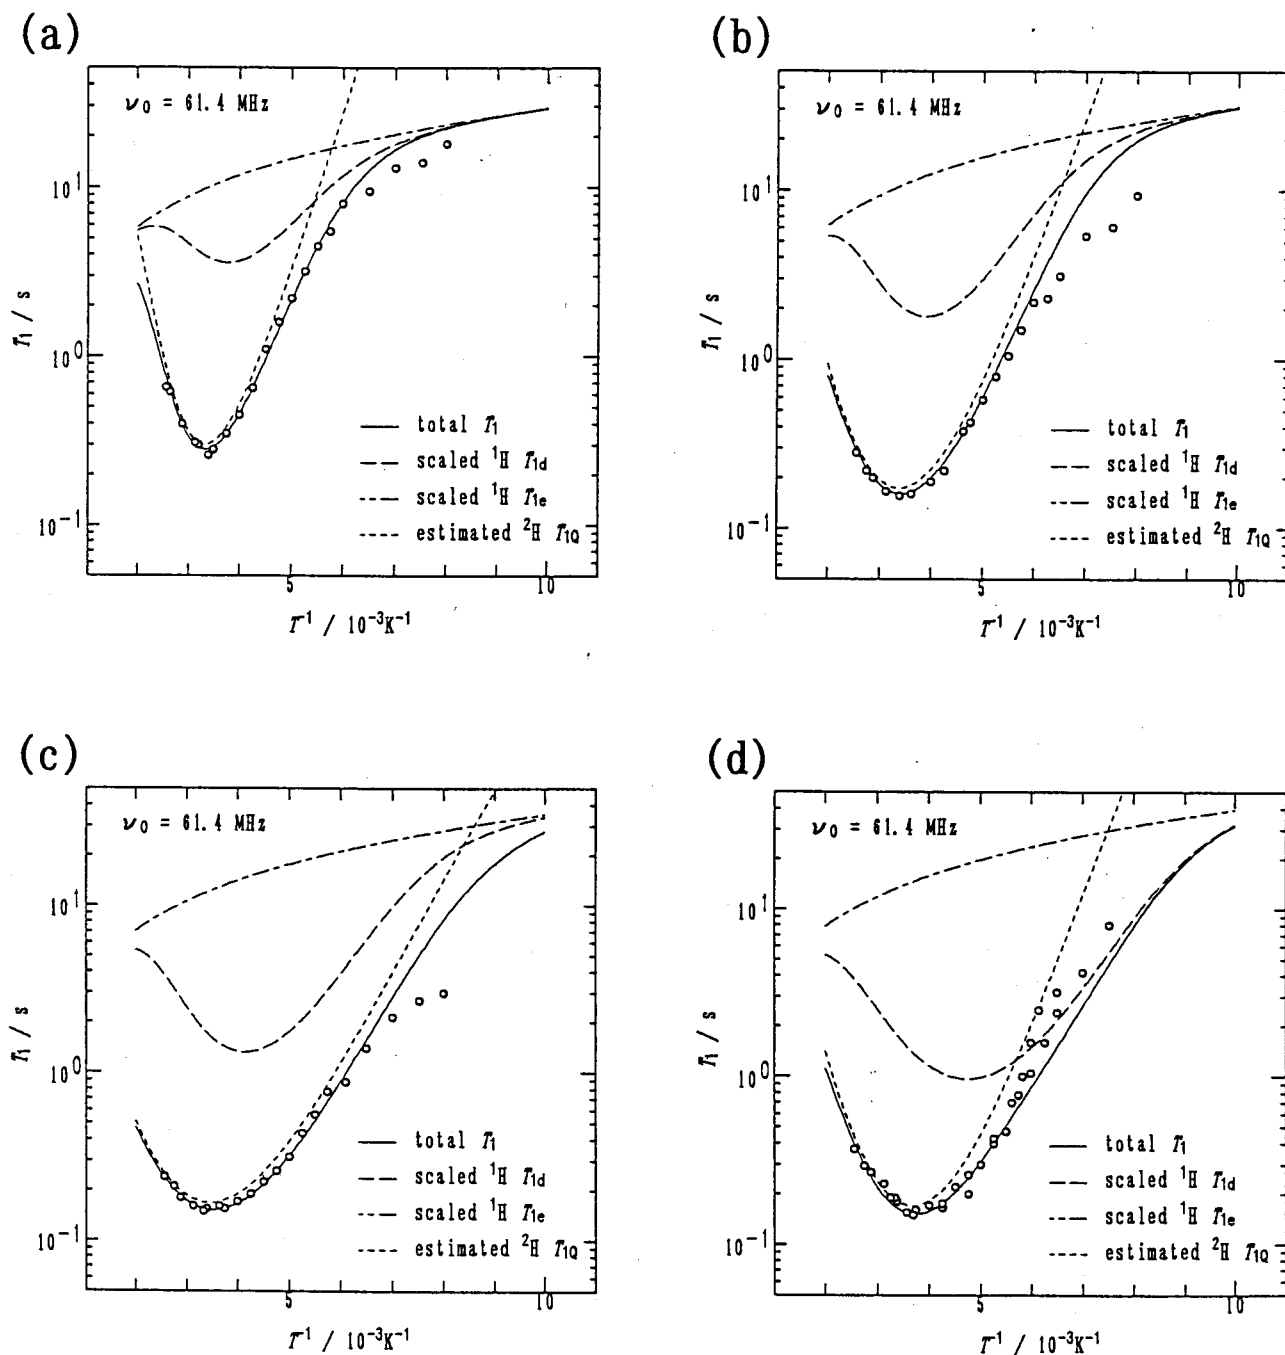 (a)
ν0 = 61.4 MHz
10^1
10^0
10^-1
T1 / s
total T1
scaled ^1H T1d
scaled ^1H T1e
estimated ^2H T1Q
5
10
T^-1 / 10^-3K^-1
(b)
ν0 = 61.4 MHz
10^1
10^0
10^-1
T1 / s
total T1
scaled ^1H T1d
scaled ^1H T1e
estimated ^2H T1Q
5
10
T^-1 / 10^-3K^-1
(c)
ν0 = 61.4 MHz
10^1
10^0
10^-1
T1 / s
total T1
scaled ^1H T1d
scaled ^1H T1e
estimated ^2H T1Q
5
10
T^-1 / 10^-3K^-1
(d)
ν0 = 61.4 MHz
10^1
10^0
10^-1
T1 / s
total T1
scaled ^1H T1d
scaled ^1H T1e
estimated ^2H T1Q
5
10
T^-1 / 10^-3K^-1